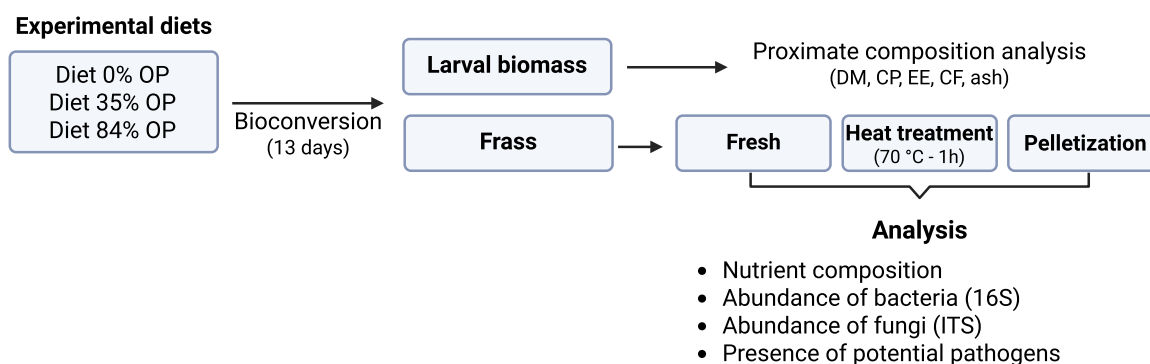 Experimental diets
Diet 0% OP
Diet 35% OP
Diet 84% OP
Bioconversion
(13 days)
Larval biomass
Proximate composition analysis
(DM, CP, EE, CF, ash)
Frass
Fresh
Heat treatment
(70 °C - 1h)
Pelletization
Analysis
• Nutrient composition
• Abundance of bacteria (16S)
• Abundance of fungi (ITS)
• Presence of potential pathogens